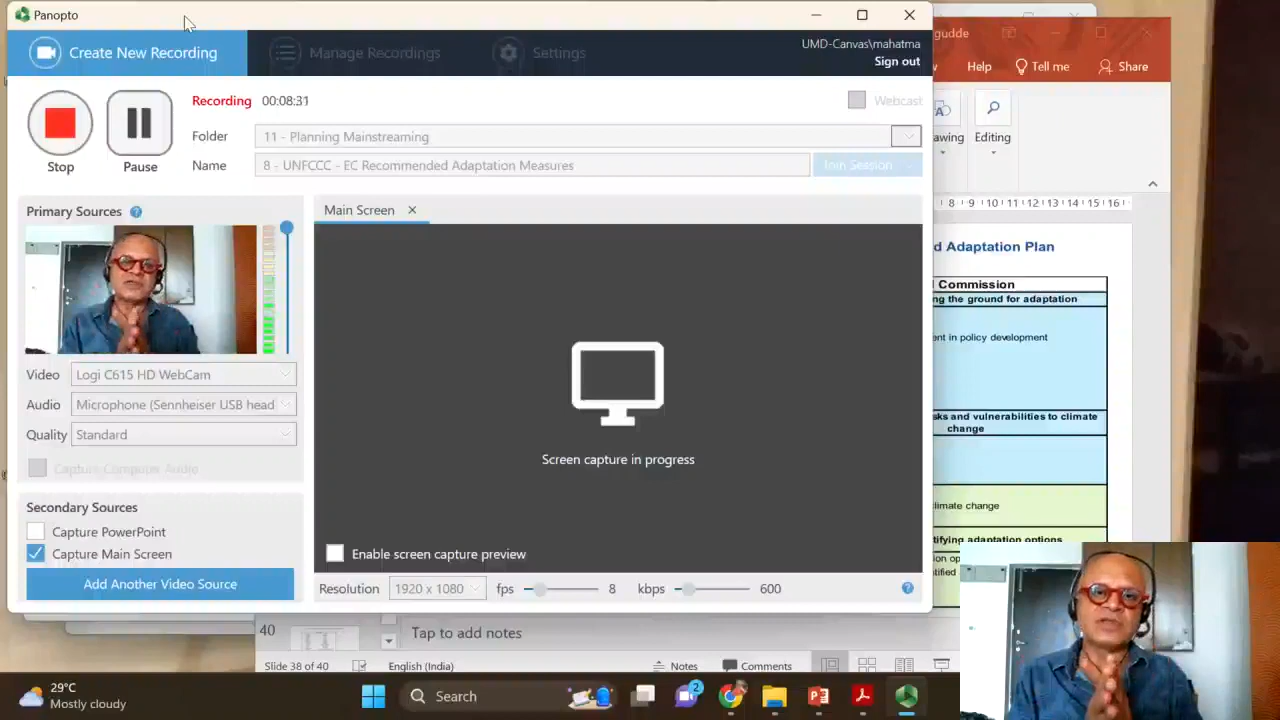 Panopto
Create New Recording
Manage Recordings
Settings
UMD-Canvas\mahatma
Sign out
Recording 00:08:31
Webcast
Folder 11 - Planning Mainstreaming
Name 8 - UNFCCC - EC Recommended Adaptation Measures
Join Session
Stop
Pause
Primary Sources
Video Logi C615 HD WebCam
Audio Microphone (Sennheiser USB head
Quality Standard
Capture Computer Audio
Secondary Sources
Capture PowerPoint
Capture Main Screen
Add Another Video Source
Main Screen
Screen capture in progress
Enable screen capture preview
Resolution 1920 x 1080 fps 8 kbps 600
gudde
Help Tell me Share
awing Editing
8 9 10 11 12 13 14 15 16
d Adaptation Plan
l Commission
ng the ground for adaptation
ent in policy development
sks and vulnerabilities to climate
change
limate change
tifying adaptation options
on op
ntified
40
Tap to add notes
Slide 38 of 40 English (India) Notes Comments
29°C
Mostly cloudy
Search
2